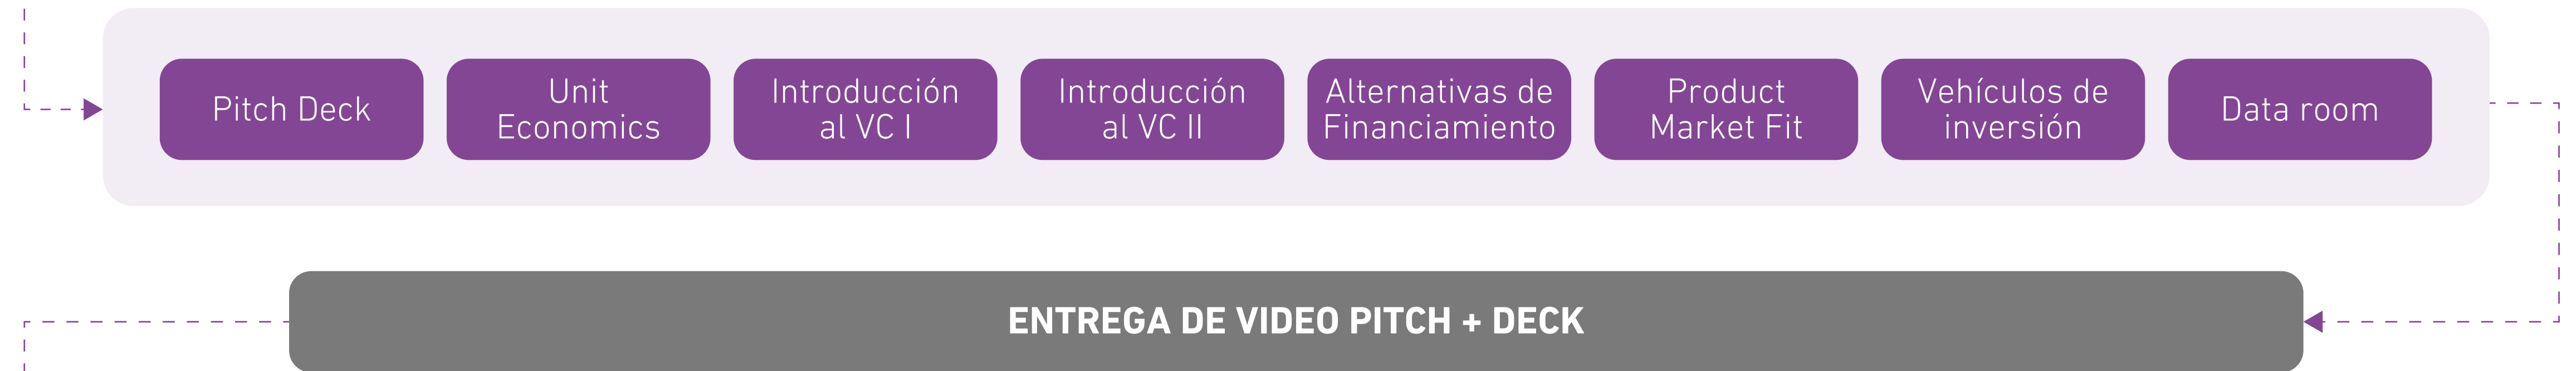 Pitch Deck
Unit
Economics
Introducción
al VC I
Introducción
al VC II
Alternativas de
Financiamiento
Product
Market Fit
Vehículos de
inversión
Data room
ENTREGA DE VIDEO PITCH + DECK